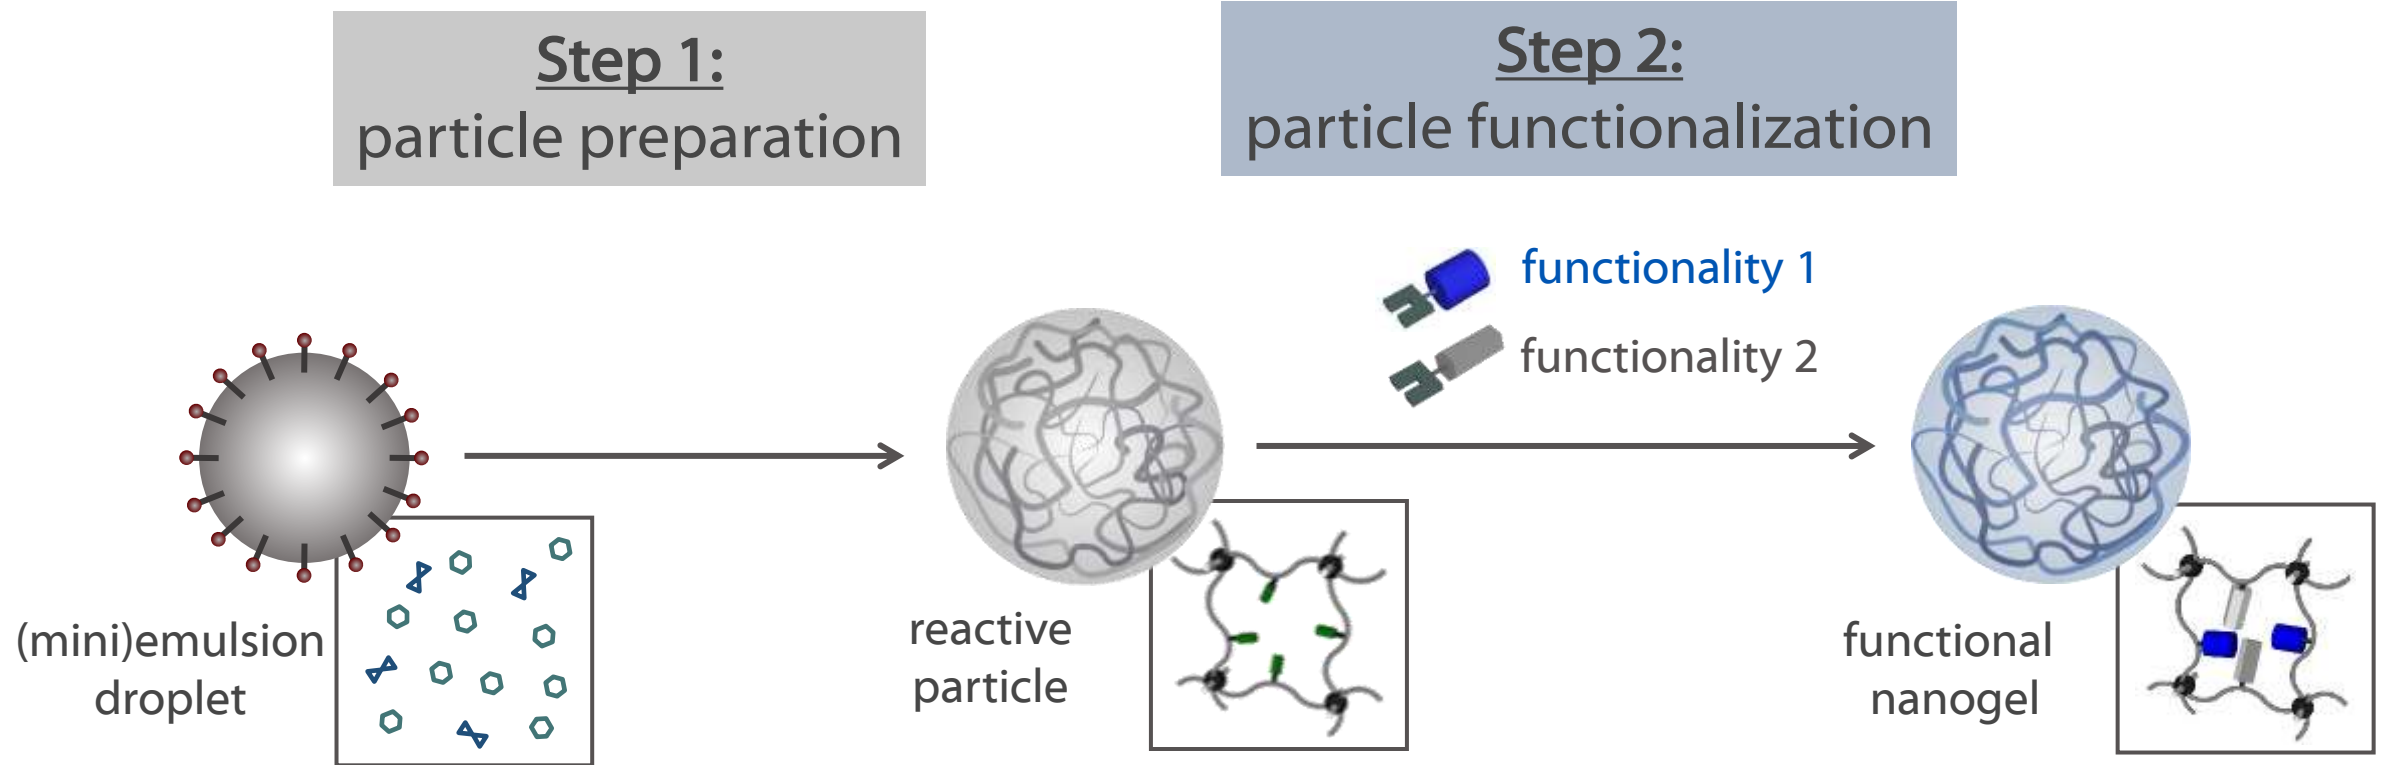 Step 1:
particle preparation
Step 2:
particle functionalization
functionality 1
functionality 2
(mini)emulsion
droplet
reactive
particle
functional
nanogel